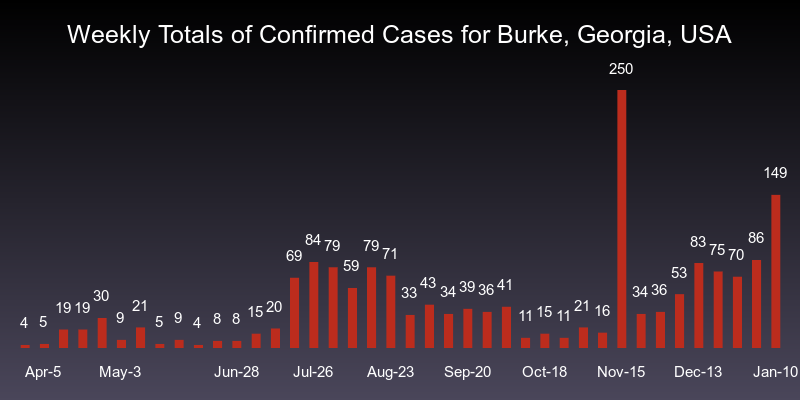 Weekly Totals of Confirmed Cases for Burke, Georgia, USA
4 5 19 19 30 9 21 5 9 4 8 8 15 20 69 84 79 59 79 71 33 43 34 39 36 41 11 15 11 21 16 250 34 36 53 83 75 70 86 149
Apr-5 May-3 Jun-28 Jul-26 Aug-23 Sep-20 Oct-18 Nov-15 Dec-13 Jan-10